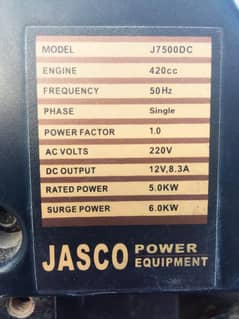 MODEL J7500DC
ENGINE 420cc
FREQUENCY 50Hz
PHASE Single
POWER FACTOR 1.0
AC VOLTS 220V
DC OUTPUT 12V,8.3A
RATED POWER 5.0KW
SURGE POWER 6.0KW
JASCO POWER EQUIPMENT